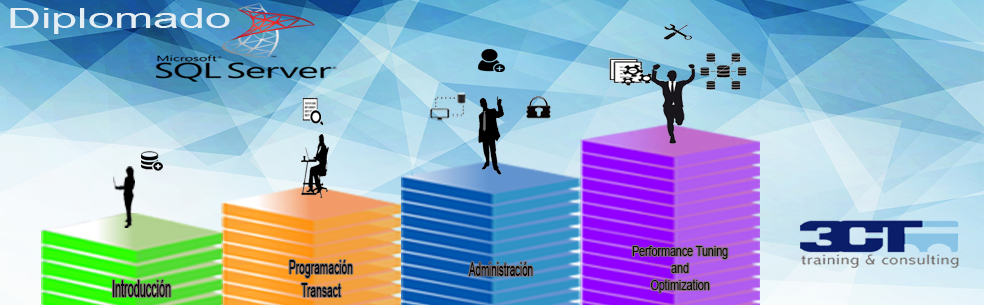 Diplomado
Microsoft®
SQL Server®
Introducción
Programación
Transact
Administración
Performance Tuning
and
Optimization
3CT
training & consulting